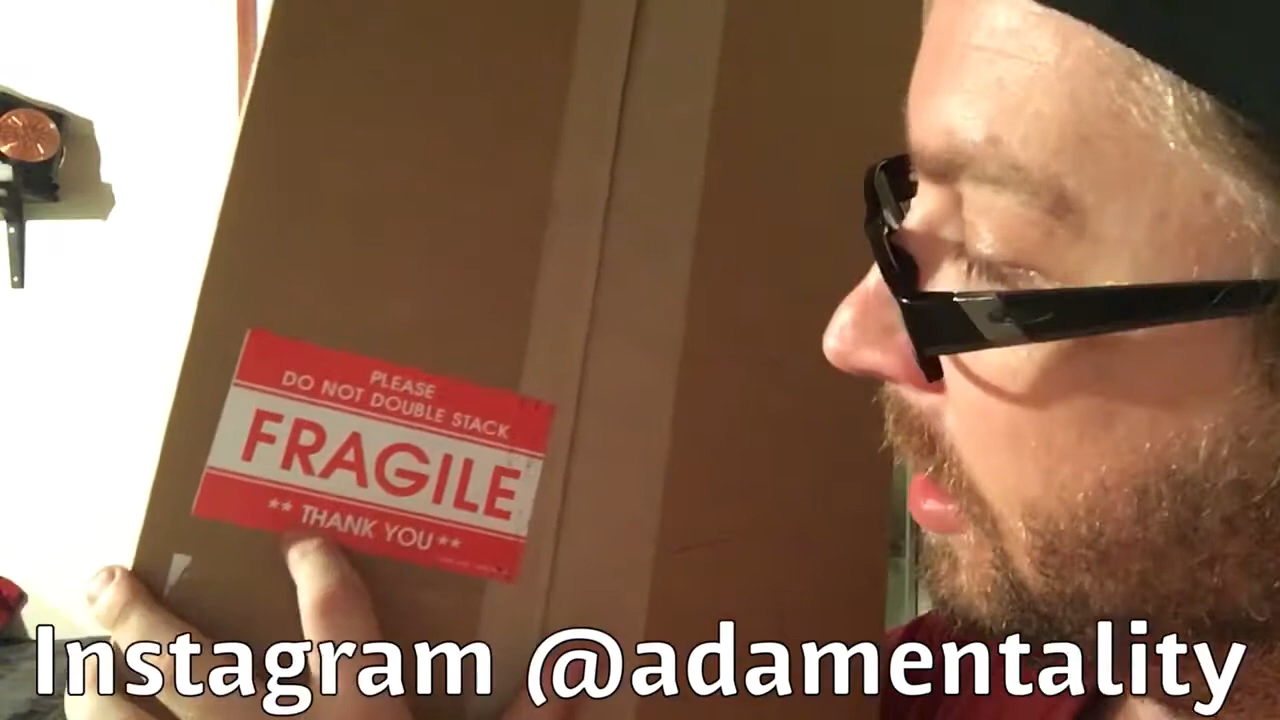 PLEASE
DO NOT DOUBLE STACK
FRAGILE
** THANK YOU **
Instagram @adamentality